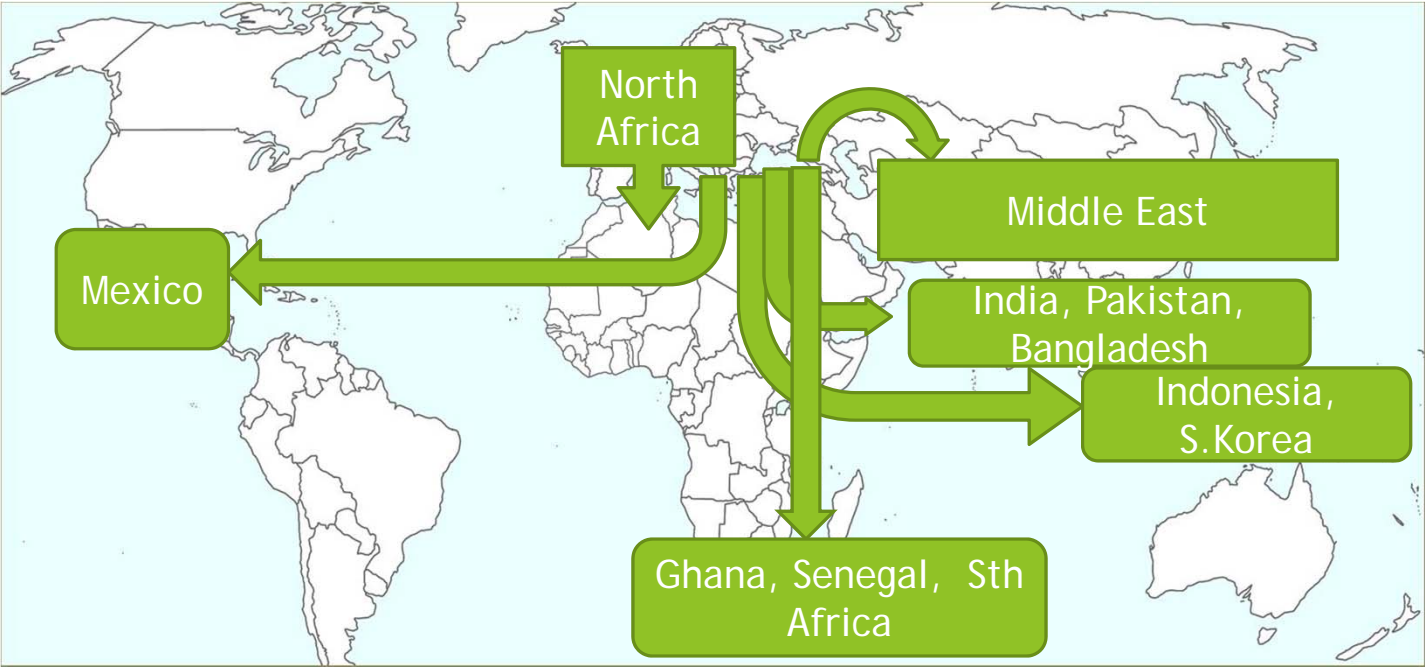 North
Africa
Middle East
Mexico
India, Pakistan,
Bangladesh
Indonesia,
S.Korea
Ghana, Senegal, Sth
Africa